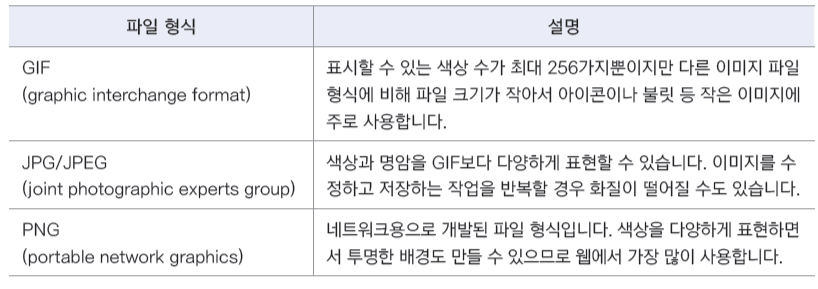 파일 형식
설명
GIF
(graphic interchange format)
표시할 수 있는 색상 수가 최대 256가지뿐이지만 다른 이미지 파일
형식에 비해 파일 크기가 작아서 아이콘이나 불릿 등 작은 이미지에
주로 사용합니다.
JPG/JPEG
(joint photographic experts group)
색상과 명암을 GIF보다 다양하게 표현할 수 있습니다. 이미지를 수
정하고 저장하는 작업을 반복할 경우 화질이 떨어질 수도 있습니다.
PNG
(portable network graphics)
네트워크용으로 개발된 파일 형식입니다. 색상을 다양하게 표현하면
서 투명한 배경도 만들 수 있으므로 웹에서 가장 많이 사용합니다.